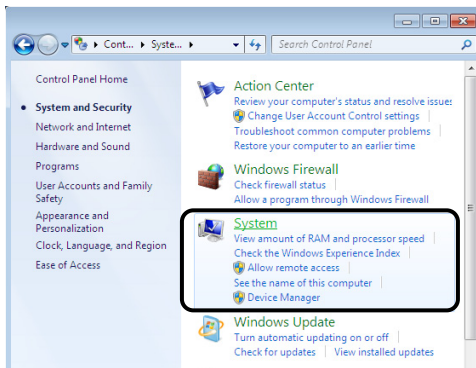 Cont... Syste...
Search Control Panel
Control Panel Home
System and Security
Network and Internet
Hardware and Sound
Programs
User Accounts and Family
Safety
Appearance and
Personalization
Clock, Language, and Region
Ease of Access
Action Center
Review your computer's status and resolve issues
Change User Account Control settings
Troubleshoot common computer problems
Restore your computer to an earlier time
Windows Firewall
Check firewall status
Allow a program through Windows Firewall
System
View amount of RAM and processor speed
Check the Windows Experience Index
Allow remote access
See the name of this computer
Device Manager
Windows Update
Turn automatic updating on or off
Check for updates View installed updates